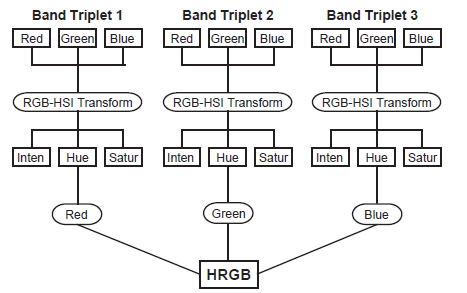 Band Triplet 1 Band Triplet 2 Band Triplet 3
Red Green Blue Red Green Blue Red Green Blue
RGB-HSI Transform RGB-HSI Transform RGB-HSI Transform
Inten Hue Satur Inten Hue Satur Inten Hue Satur
Red Green Blue
HRGB